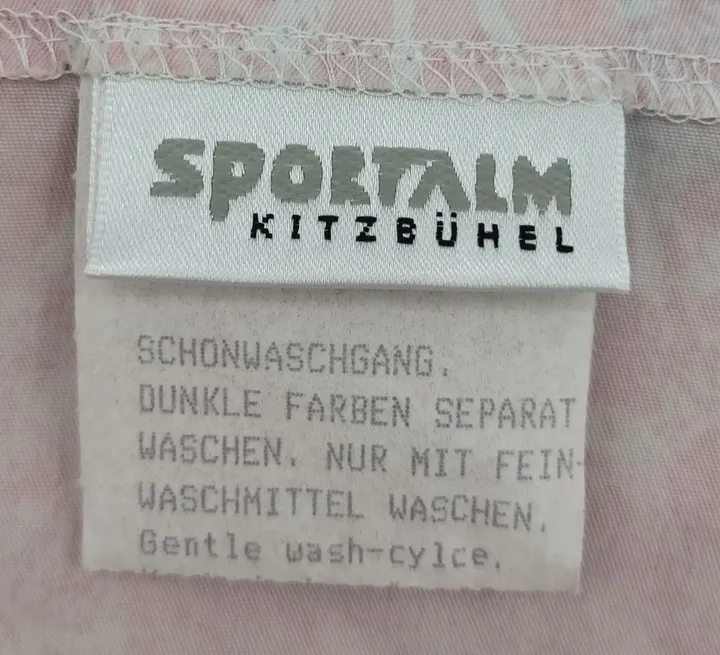 SPORTALM
KITZBÜHEL
SCHONWASCHGANG.
DUNKLE FARBEN SEPARAT
WASCHEN. NUR MIT FEIN-
WASCHMITTEL WASCHEN.
Gentle wash-cylce.